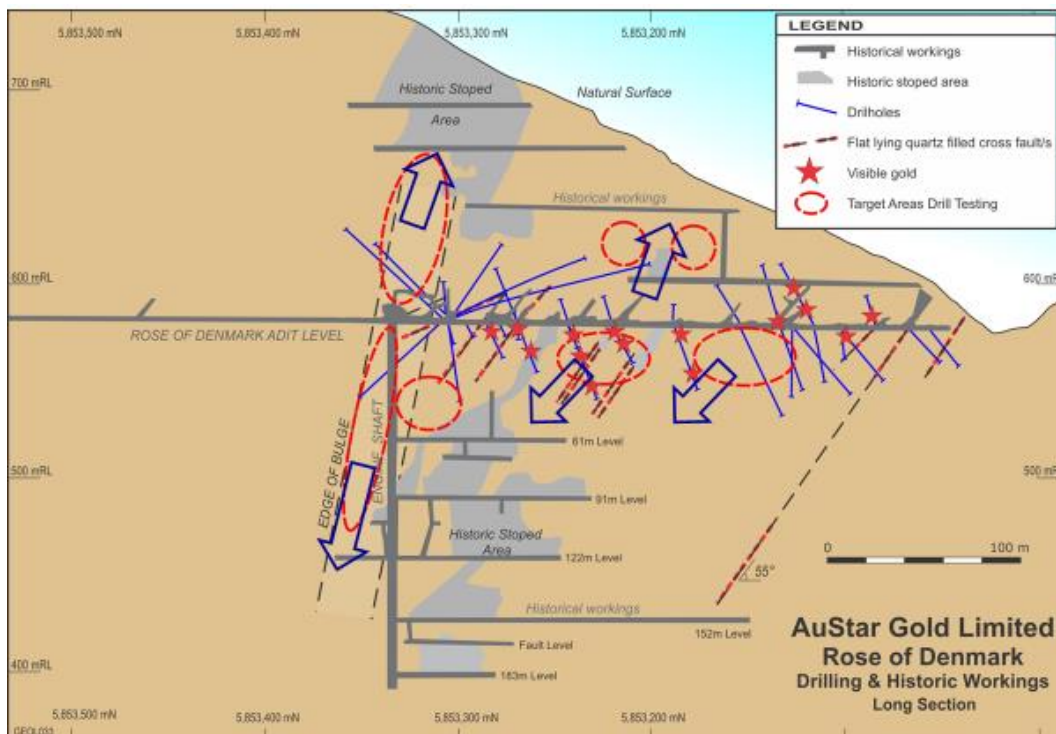 5,853,500 mN
5,853,400 mN
5,853,300 mN
5,853,200 mN
LEGEND
Historical workings
Historic stoped area
Drilholes
Flat lying quartz filled cross fault/s
Visible gold
Target Areas Drill Testing
700 mRL
Historic Stoped
Area
Natural Surface
Historical workings
600 mRL
600 mRL
ROSE OF DENMARK ADIT LEVEL
ENGINE SHAFT
EDGE OF BULGE
61m Level
500 mRL
500 mRL
91m Level
Historic Stoped
Area
122m Level
0
100 m
55°
Historical workings
152m Level
Fault Level
183m Level
400 mRL
AuStar Gold Limited
Rose of Denmark
Drilling & Historic Workings
Long Section
5,853,500 mN
5,853,400 mN
5,853,300 mN
5,853,200 mN